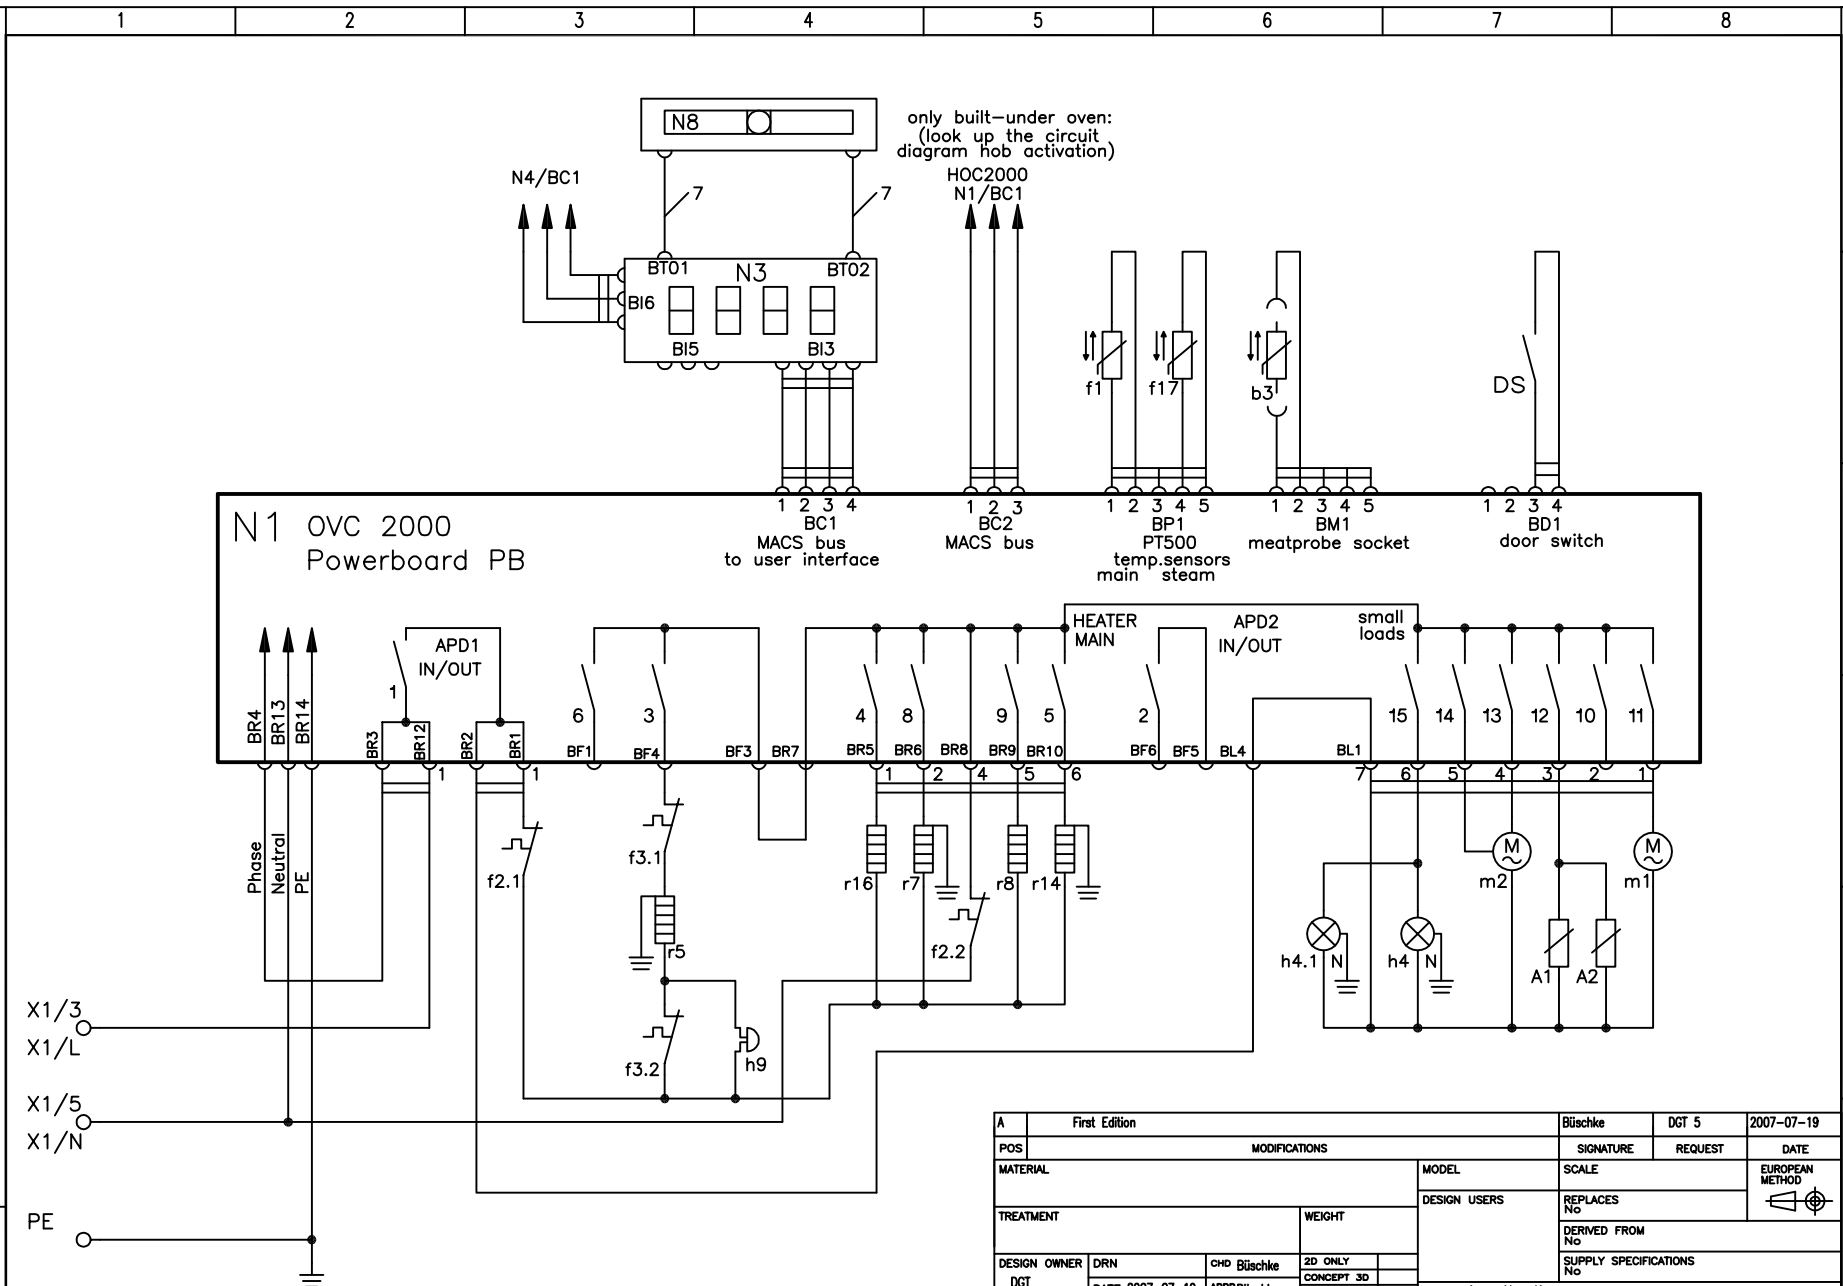 1 2 3 4 5 6 7 8
N8
only built-under oven:
(look up the circuit
diagram hob activation)
HOC2000
N1/BC1
N4/BC1
7 7
BT01 N3 BT02
BI6
BI5 BI3
f1 f17 b3 DS
1 2 3 4 1 2 3 1 2 3 4 5 1 2 3 4 5 1 2 3 4
BC1 BC2 BP1 BM1 BD1
N1 OVC 2000
Powerboard PB
MACS bus
to user interface
MACS bus
PT500
temp.sensors
main steam
meatprobe socket
door switch
APD1
IN/OUT
HEATER
MAIN
APD2
IN/OUT
small
loads
1 6 3 4 8 9 5 2 15 14 13 12 10 11
BR4 BR13 BR14 BR3 BR12 BR2 BR1 BF1 BF4 BF3 BR7 BR5 BR6 BR8 BR9 BR10 BF6 BF5 BL4 BL1
1 1 1 2 4 5 6 7 6 5 4 3 2 1
Phase Neutral PE
f2.1 f3.1 r16 r7 r8 r14
M M
m2 m1
r5 f2.2 h4.1 N h4 N A1 A2
X1/3
X1/L
f3.2 h9
X1/5
X1/N
PE
A First Edition Büschke DGT 5 2007-07-19
POS MODIFICATIONS SIGNATURE REQUEST DATE
MATERIAL MODEL SCALE EUROPEAN
METHOD
DESIGN USERS REPLACES
No
TREATMENT WEIGHT
DERIVED FROM
No
DESIGN OWNER DRN CHD Büschke 2D ONLY SUPPLY SPECIFICATIONS
No
DGT CONCEPT 3D